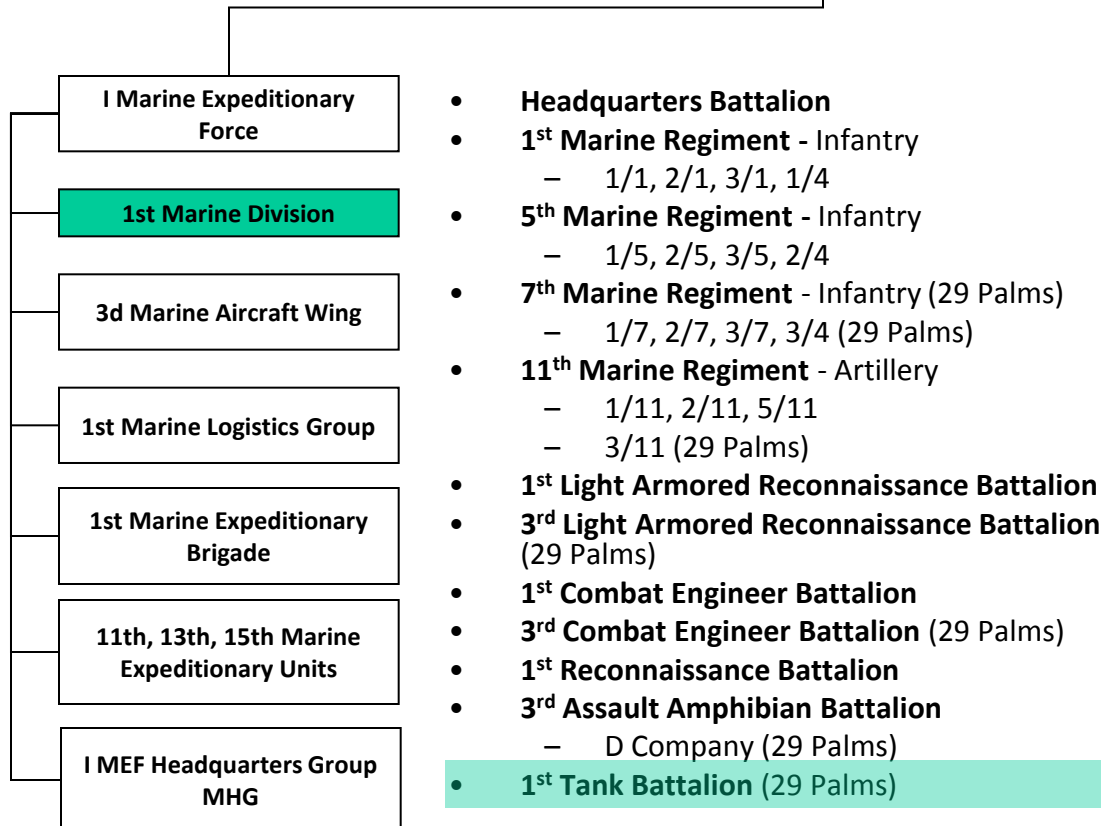 I Marine Expeditionary
Force
1st Marine Division
3d Marine Aircraft Wing
1st Marine Logistics Group
1st Marine Expeditionary
Brigade
11th, 13th, 15th Marine
Expeditionary Units
I MEF Headquarters Group
MHG
• Headquarters Battalion
• 1st Marine Regiment - Infantry
– 1/1, 2/1, 3/1, 1/4
• 5th Marine Regiment - Infantry
– 1/5, 2/5, 3/5, 2/4
• 7th Marine Regiment - Infantry (29 Palms)
– 1/7, 2/7, 3/7, 3/4 (29 Palms)
• 11th Marine Regiment - Artillery
– 1/11, 2/11, 5/11
– 3/11 (29 Palms)
• 1st Light Armored Reconnaissance Battalion
• 3rd Light Armored Reconnaissance Battalion
(29 Palms)
• 1st Combat Engineer Battalion
• 3rd Combat Engineer Battalion (29 Palms)
• 1st Reconnaissance Battalion
• 3rd Assault Amphibian Battalion
– D Company (29 Palms)
• 1st Tank Battalion (29 Palms)